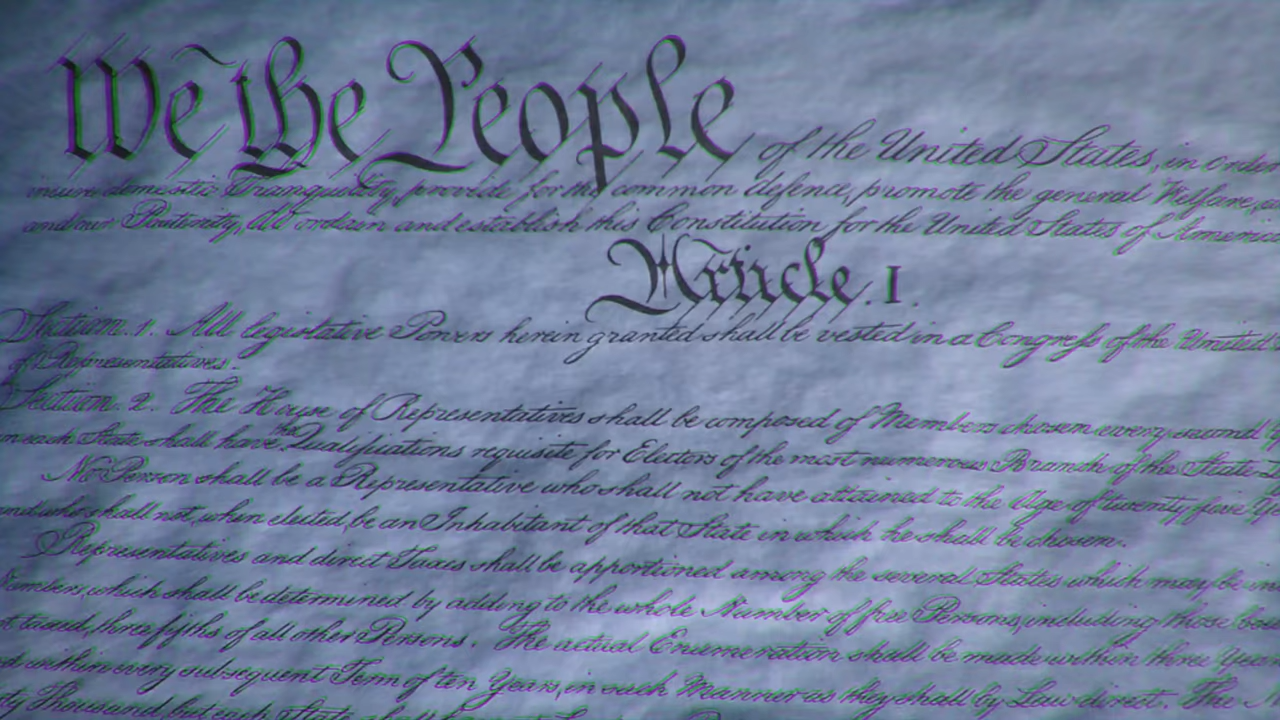 We the People of the United States, in Order
insure domestic Tranquility, provide for the common defence, promote the general Welfare,
and our Posterity, do ordain and establish this Constitution for the United States of America
Article. I.
Section. 1. All legislative Powers herein granted shall be vested in a Congress of the United
of Representatives.
Section. 2. The House of Representatives shall be composed of Members chosen every second
in each State shall have the Qualifications requisite for Electors of the most numerous Branch of the State
No Person shall be a Representative who shall not have attained to the Age of twenty five
and who shall not, when elected, be an Inhabitant of that State in which he shall be chosen.
Representatives and direct Taxes shall be apportioned among the several States which may be
Numbers, which shall be determined by adding to the whole Number of free Persons, including those
taxed, three fifths of all other Persons. The actual Enumeration shall be made within three Years
within every subsequent Term of ten Years, in such Manner as they shall by Law direct. The
Thousand, but each State shall